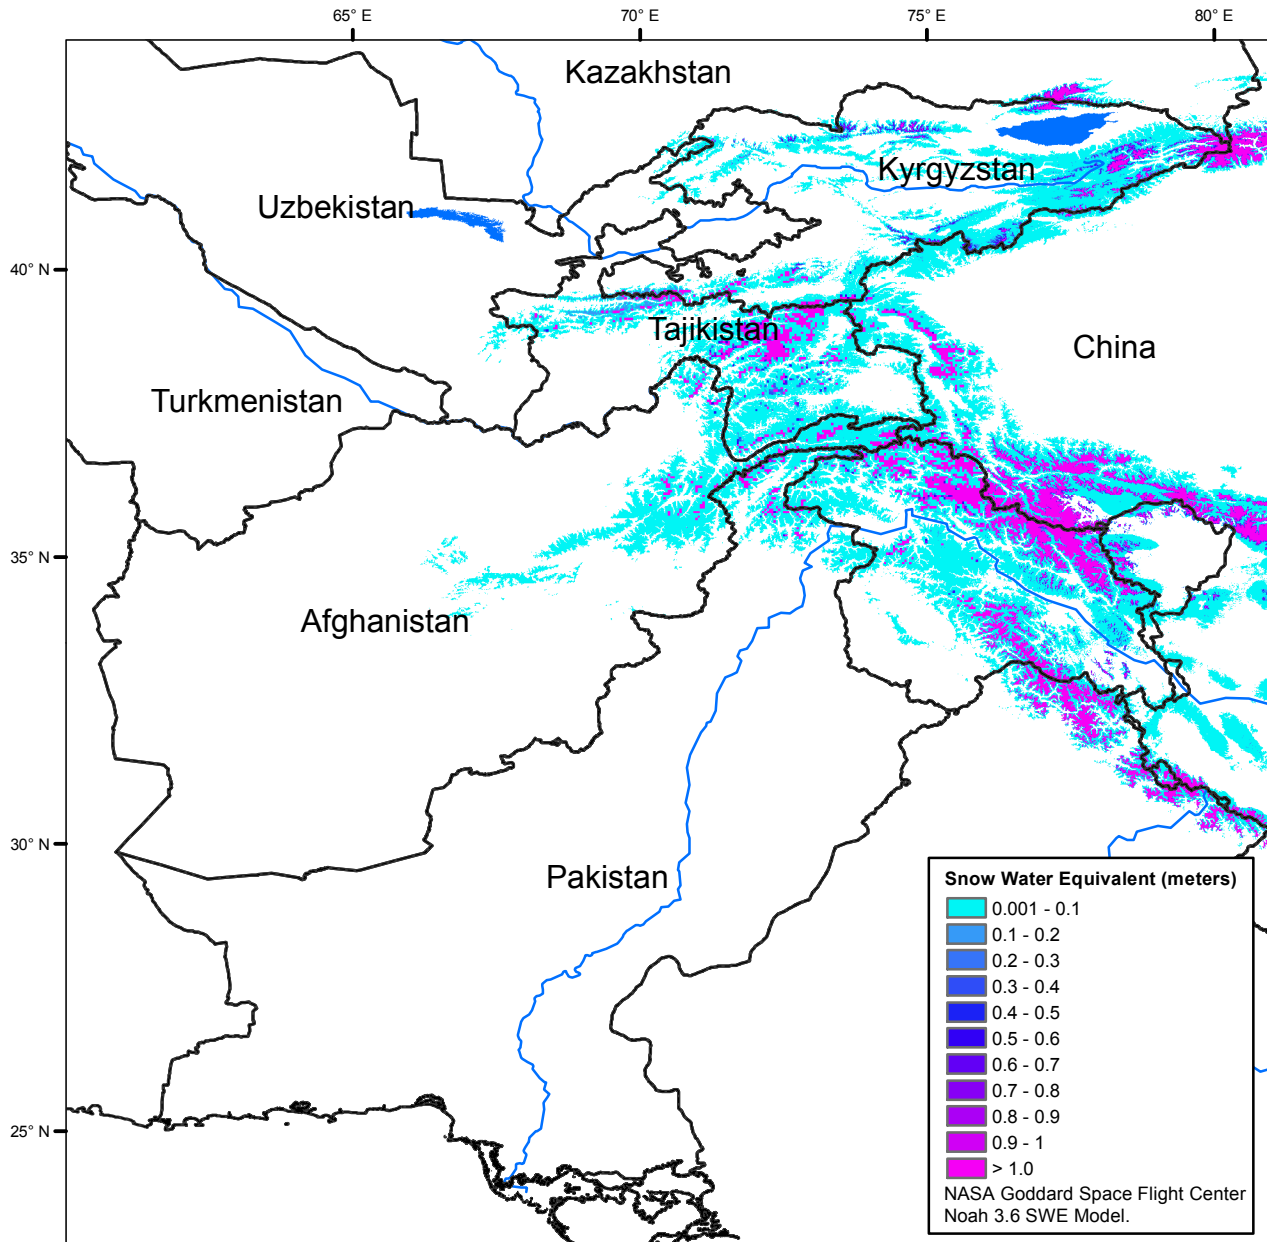 65° E
70° E
75° E
80° E
Kazakhstan
Kyrgyzstan
Uzbekistan
40° N
Tajikistan
China
Turkmenistan
35° N
Afghanistan
30° N
Pakistan
25° N
Snow Water Equivalent (meters)
0.001 - 0.1
0.1 - 0.2
0.2 - 0.3
0.3 - 0.4
0.4 - 0.5
0.5 - 0.6
0.6 - 0.7
0.7 - 0.8
0.8 - 0.9
0.9 - 1
> 1.0
NASA Goddard Space Flight Center
Noah 3.6 SWE Model.